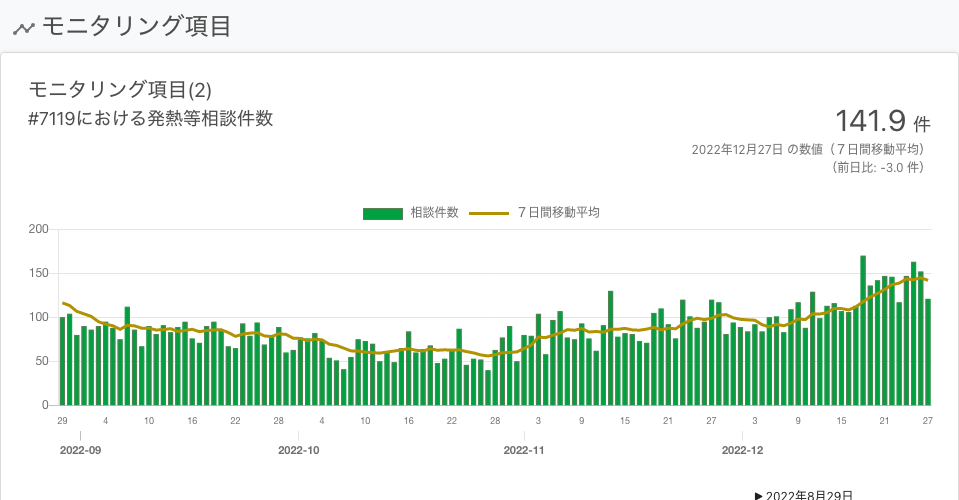 モニタリング項目
モニタリング項目(2)
#7119における発熱等相談件数
141.9 件
2022年12月27日 の数値（７日間移動平均）
（前日比: -3.0 件）
相談件数 ７日間移動平均
200
150
100
50
0
29 4 10 16 22 28 4 10 16 22 28 3 9 15 21 27 3 9 15 21 27
2022-09 2022-10 2022-11 2022-12
▶ 2022年8月29日